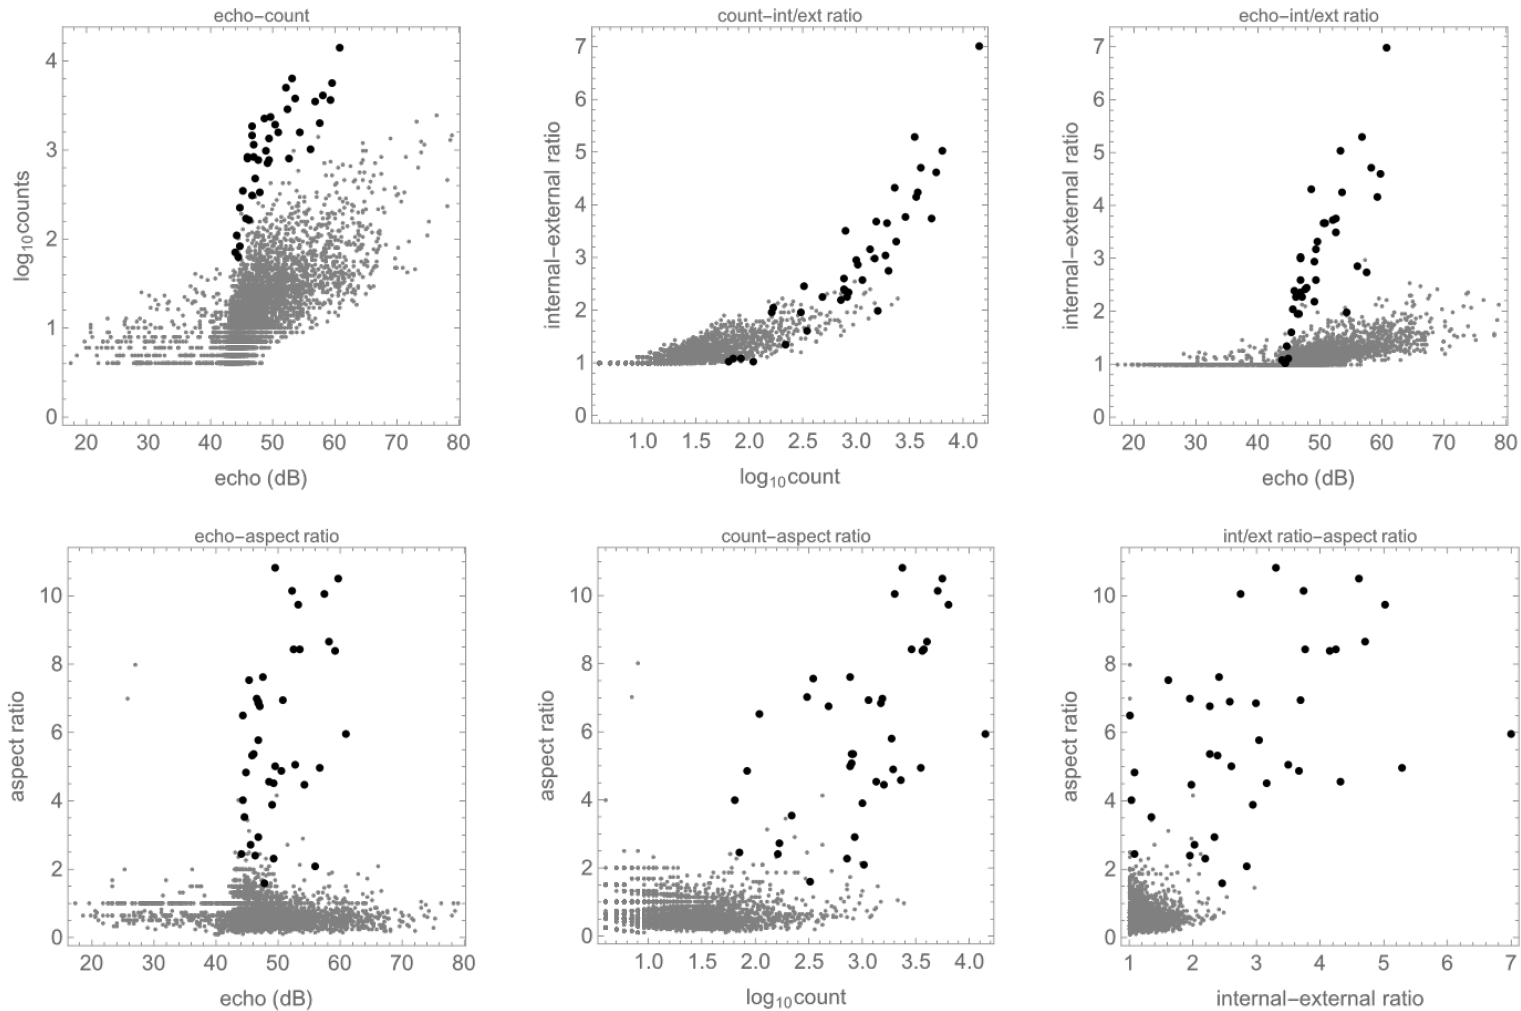 echo-count
4
3
2
1
0
log10counts
20 30 40 50 60 70 80
echo (dB)
count-int/ext ratio
7
6
5
4
3
2
1
0
internal-external ratio
1.0 1.5 2.0 2.5 3.0 3.5 4.0
log10count
echo-int/ext ratio
7
6
5
4
3
2
1
0
internal-external ratio
20 30 40 50 60 70 80
echo (dB)
echo-aspect ratio
10
8
6
4
2
0
aspect ratio
20 30 40 50 60 70 80
echo (dB)
count-aspect ratio
10
8
6
4
2
0
aspect ratio
1.0 1.5 2.0 2.5 3.0 3.5 4.0
log10count
int/ext ratio-aspect ratio
10
8
6
4
2
0
aspect ratio
1 2 3 4 5 6 7
internal-external ratio